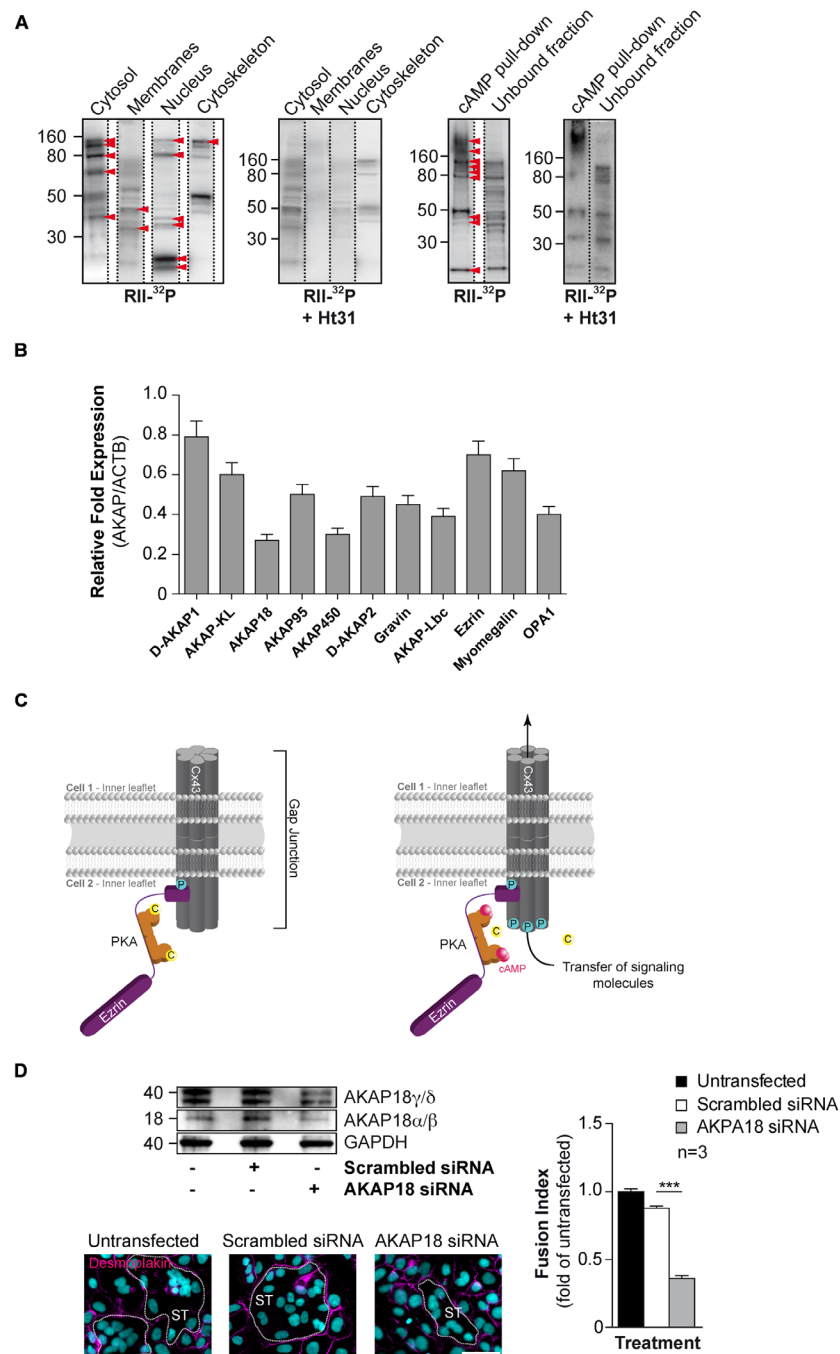 A
Cytosol
Membranes
Nucleus
Cytoskeleton
160
80
50
30
RII-³²P
Cytosol
Membranes
Nucleus
Cytoskeleton
160
80
50
30
RII-³²P
+ Ht31
cAMP pull-down
Unbound fraction
160
80
50
30
RII-³²P
cAMP pull-down
Unbound fraction
160
80
50
30
RII-³²P
+ Ht31
B
Relative Fold Expression
(AKAP/ACTB)
1.0
0.8
0.6
0.4
0.2
0
D-AKAP1
AKAP-KL
AKAP18
AKAP95
AKAP450
D-AKAP2
Gravin
AKAP-Lbc
Ezrin
Myomegalin
OPA1
C
Cx43
Cell 1 - Inner leaflet
Cell 2 - Inner leaflet
Gap Junction
P
C
PKA
C
Ezrin
Cx43
Cell 1 - Inner leaflet
Cell 2 - Inner leaflet
P
P P P
C
C
PKA
cAMP
Transfer of signaling
molecules
Ezrin
D
40 AKAP18γ/δ
18 AKAP18α/β
40 GAPDH
- + - Scrambled siRNA
- - + AKAP18 siRNA
Untransfected
Scrambled siRNA
AKAP18 siRNA
Desmoplakin
ST
ST
ST
Untransfected
Scrambled siRNA
AKPA18 siRNA
n=3
Fusion Index
(fold of untransfected)
1.5
1.0
0.5
0
***
Treatment